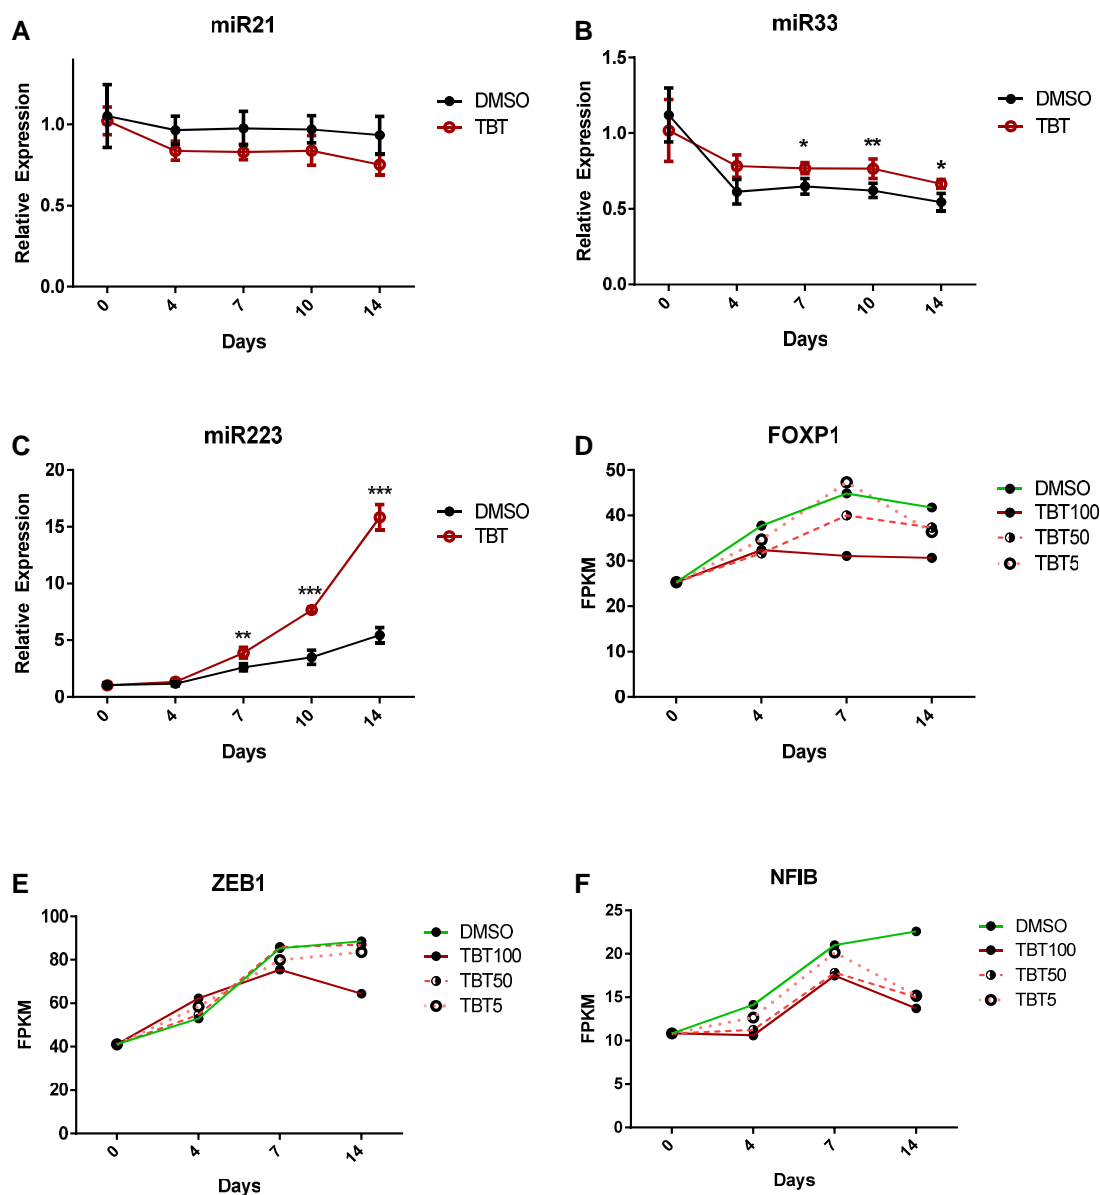 A
miR21
Relative Expression
1.0
0.5
0.0
0
4
7
10
14
Days
DMSO
TBT
B
miR33
Relative Expression
1.5
1.0
0.5
0.0
*
**
*
0
4
7
10
14
Days
DMSO
TBT
C
miR223
Relative Expression
20
15
10
5
0
**
***
***
0
4
7
10
14
Days
DMSO
TBT
D
FOXP1
FPKM
50
40
30
20
10
0
0
4
7
14
Days
DMSO
TBT100
TBT50
TBT5
E
ZEB1
FPKM
100
80
60
40
20
0
0
4
7
14
Days
DMSO
TBT100
TBT50
TBT5
F
NFIB
FPKM
25
20
15
10
5
0
0
4
7
14
Days
DMSO
TBT100
TBT50
TBT5